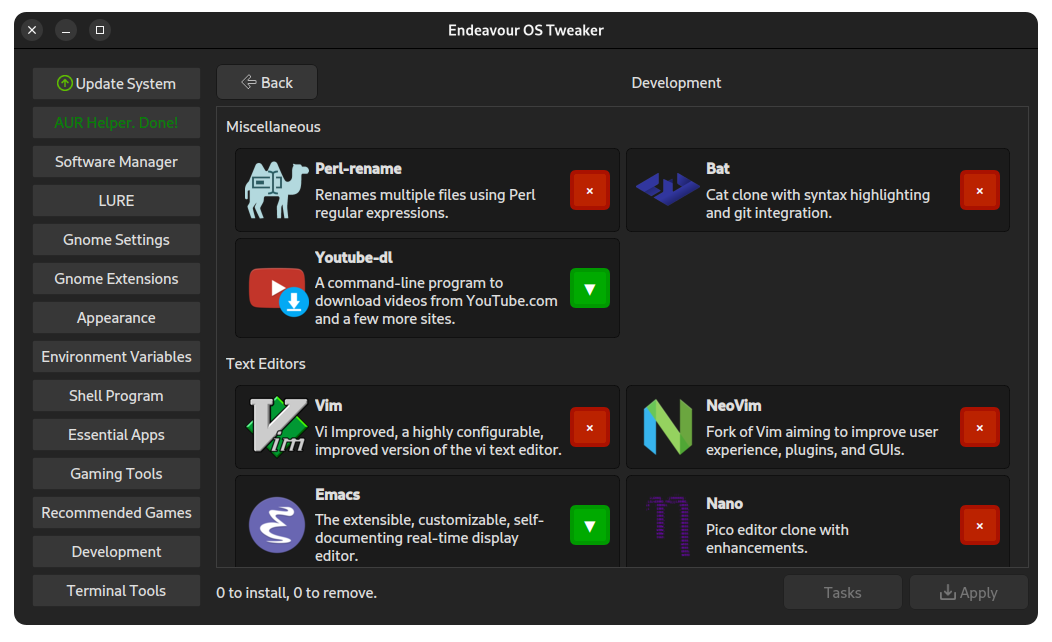 Endeavour OS Tweaker
Update System
AUR Helper. Done!
Software Manager
LURE
Gnome Settings
Gnome Extensions
Appearance
Environment Variables
Shell Program
Essential Apps
Gaming Tools
Recommended Games
Development
Terminal Tools
Back
Development
Miscellaneous
Perl-rename
Renames multiple files using Perl
regular expressions.
Bat
Cat clone with syntax highlighting
and git integration.
Youtube-dl
A command-line program to
download videos from YouTube.com
and a few more sites.
Text Editors
Vim
Vi Improved, a highly configurable,
improved version of the vi text editor.
NeoVim
Fork of Vim aiming to improve user
experience, plugins, and GUIs.
Emacs
The extensible, customizable, self-
documenting real-time display
editor.
Nano
Pico editor clone with
enhancements.
0 to install, 0 to remove.
Tasks
Apply